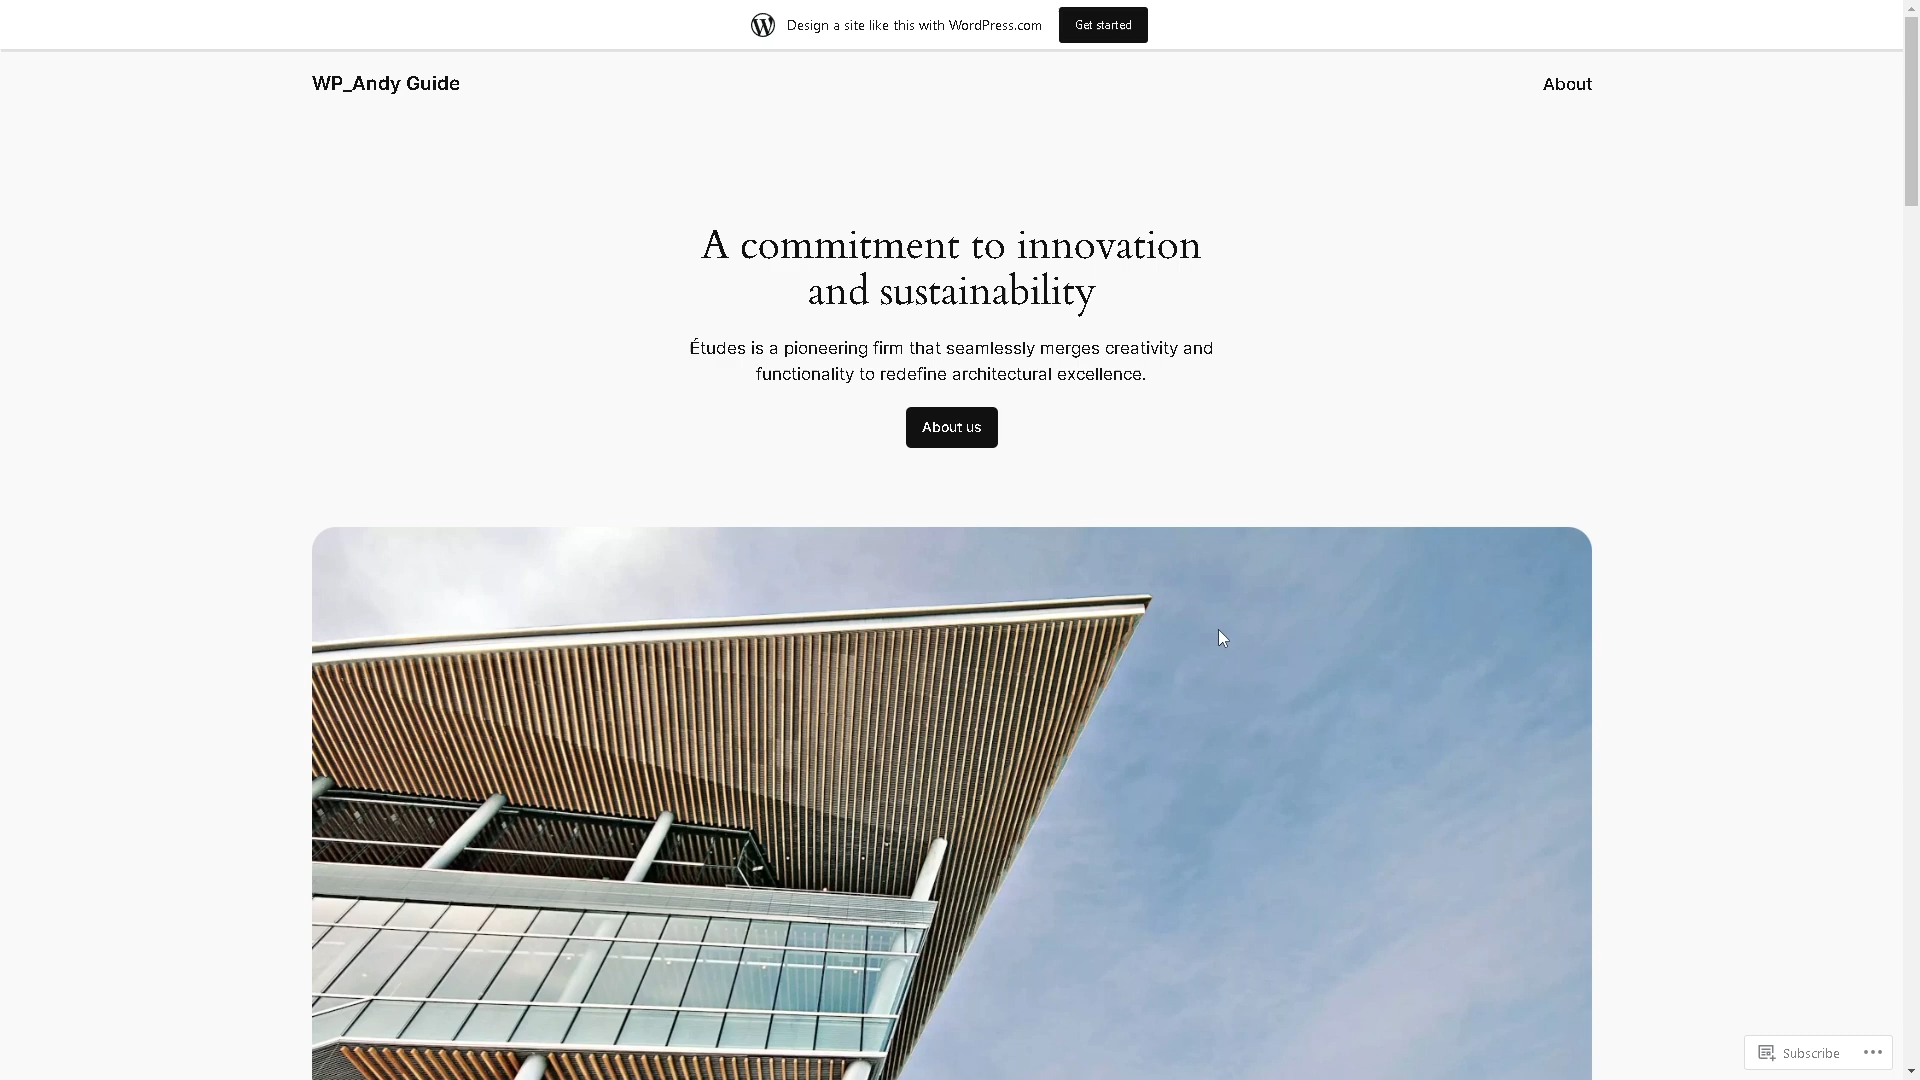 Design a site like this with WordPress.com
Get started
WP_Andy Guide
About
A commitment to innovation
and sustainability
Études is a pioneering firm that seamlessly merges creativity and
functionality to redefine architectural excellence.
About us
Subscribe